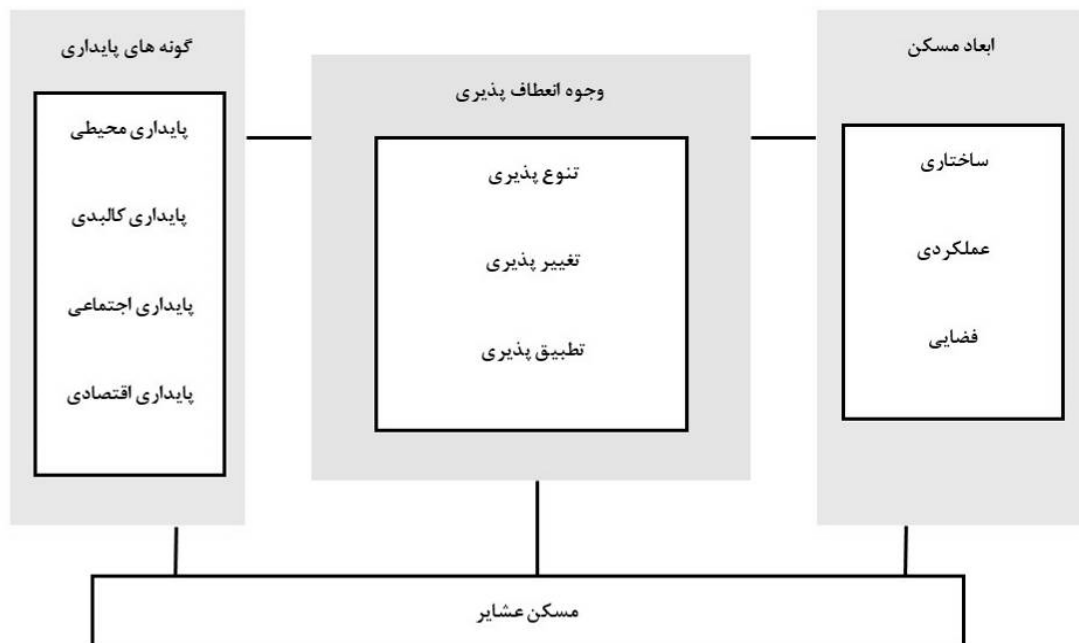 ابعاد مسکن
ساختاری
عملکردی
فضایی
وجوه انعطاف پذیری
تنوع پذیری
تغییر پذیری
تطبیق پذیری
گونه های پایداری
پایداری محیطی
پایداری کالبدی
پایداری اجتماعی
پایداری اقتصادی
مسکن عشایر